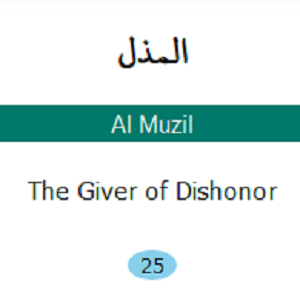 المذل
Al Muzil
The Giver of Dishonor
25